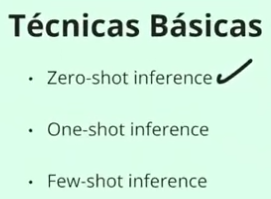 Técnicas Básicas
• Zero-shot inference
• One-shot inference
• Few-shot inference